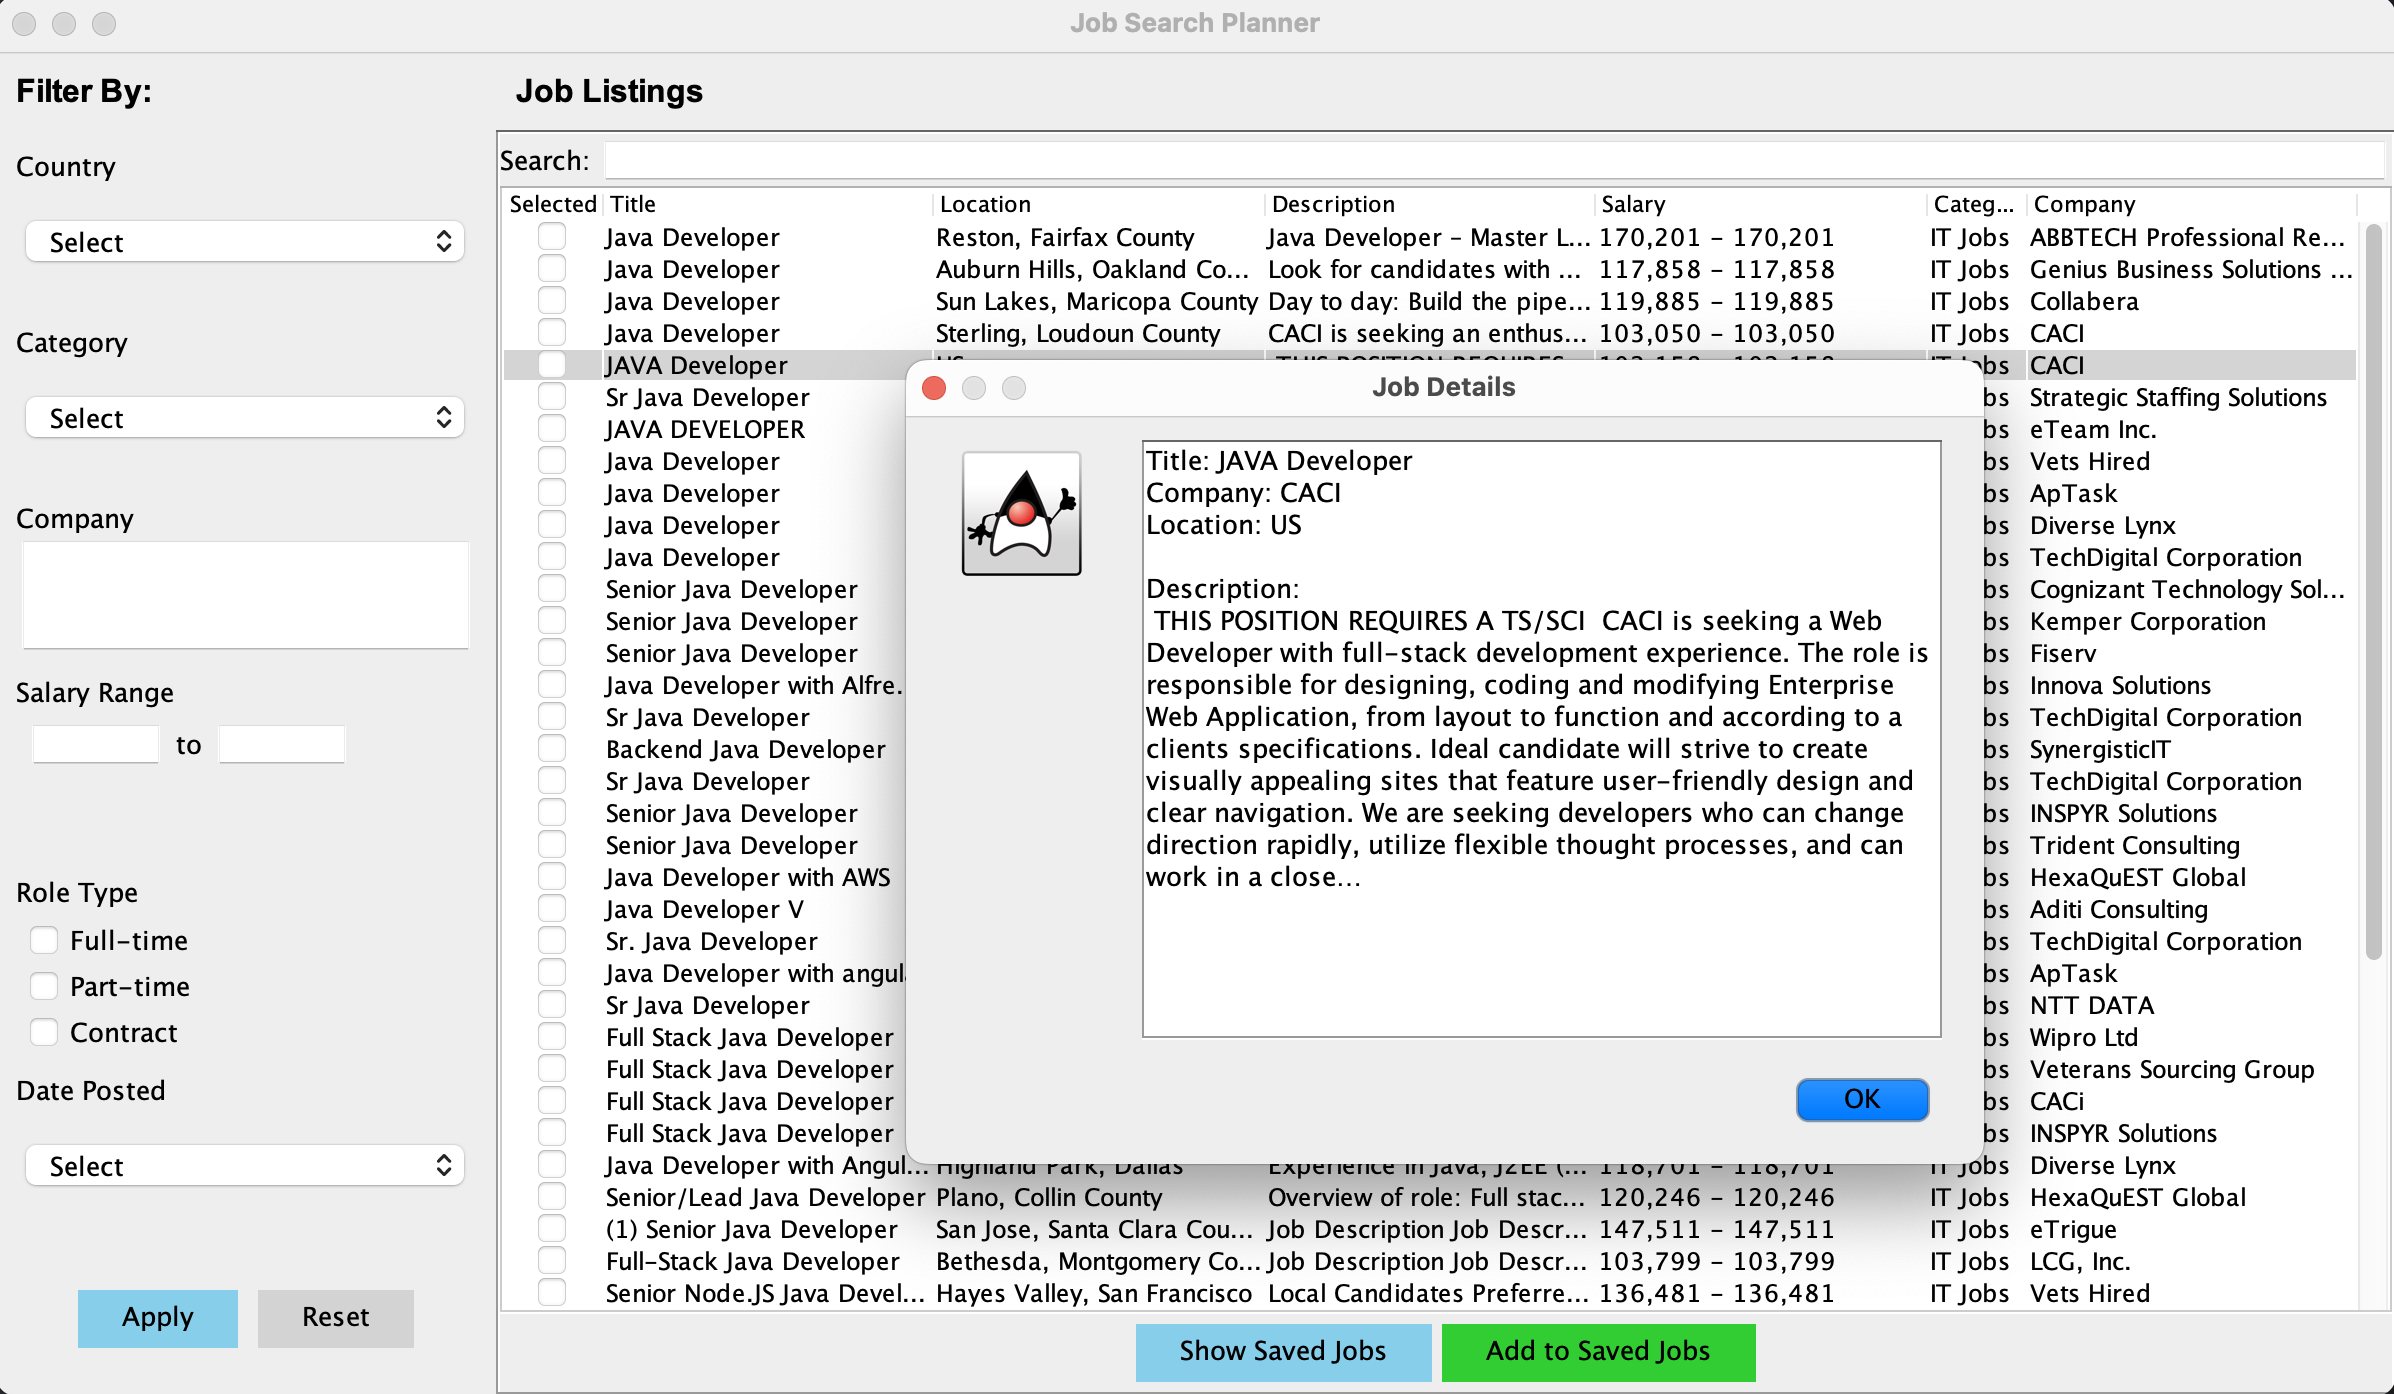 Job Search Planner
Filter By:
Country
Select
Category
Select
Company
Salary Range
to
Role Type
Full-time
Part-time
Contract
Date Posted
Select
Apply Reset
Job Listings
Search:
Selected Title Location Description Salary Categ... Company
Java Developer Reston, Fairfax County Java Developer – Master L... 170,201 – 170,201 IT Jobs ABBTECH Professional Re...
Java Developer Auburn Hills, Oakland Co... Look for candidates with ... 117,858 – 117,858 IT Jobs Genius Business Solutions ...
Java Developer Sun Lakes, Maricopa County Day to day: Build the pipe... 119,885 – 119,885 IT Jobs Collabera
Java Developer Sterling, Loudoun County CACI is seeking an enthus... 103,050 – 103,050 IT Jobs CACI
JAVA Developer US THIS POSITION REQUIRES 103,158 – 103,158 IT Jobs CACI
Sr Java Developer bs Strategic Staffing Solutions
JAVA DEVELOPER bs eTeam Inc.
Java Developer bs Vets Hired
Java Developer bs ApTask
Java Developer bs Diverse Lynx
Java Developer bs TechDigital Corporation
Senior Java Developer bs Cognizant Technology Sol...
Senior Java Developer bs Kemper Corporation
Senior Java Developer bs Fiserv
Java Developer with Alfre. bs Innova Solutions
Sr Java Developer bs TechDigital Corporation
Backend Java Developer bs SynergisticIT
Sr Java Developer bs TechDigital Corporation
Senior Java Developer bs INSPYR Solutions
Senior Java Developer bs Trident Consulting
Java Developer with AWS bs HexaQuEST Global
Java Developer V bs Aditi Consulting
Sr. Java Developer bs TechDigital Corporation
Java Developer with angul bs ApTask
Sr Java Developer bs NTT DATA
Full Stack Java Developer bs Wipro Ltd
Full Stack Java Developer bs Veterans Sourcing Group
Full Stack Java Developer bs CACi
Full Stack Java Developer bs INSPYR Solutions
Java Developer with Angul... Highland Park, Dallas Experience in Java, J2EE (... 118,701 – 118,701 IT Jobs Diverse Lynx
Senior/Lead Java Developer Plano, Collin County Overview of role: Full stac... 120,246 – 120,246 IT Jobs HexaQuEST Global
(1) Senior Java Developer San Jose, Santa Clara Cou... Job Description Job Descr... 147,511 – 147,511 IT Jobs eTrigue
Full-Stack Java Developer Bethesda, Montgomery Co... Job Description Job Descr... 103,799 – 103,799 IT Jobs LCG, Inc.
Senior Node.JS Java Devel... Hayes Valley, San Francisco Local Candidates Preferre... 136,481 – 136,481 IT Jobs Vets Hired
Show Saved Jobs Add to Saved Jobs
Job Details
Title: JAVA Developer
Company: CACI
Location: US
Description:
THIS POSITION REQUIRES A TS/SCI  CACI is seeking a Web
Developer with full-stack development experience. The role is
responsible for designing, coding and modifying Enterprise
Web Application, from layout to function and according to a
clients specifications. Ideal candidate will strive to create
visually appealing sites that feature user-friendly design and
clear navigation. We are seeking developers who can change
direction rapidly, utilize flexible thought processes, and can
work in a close…
OK